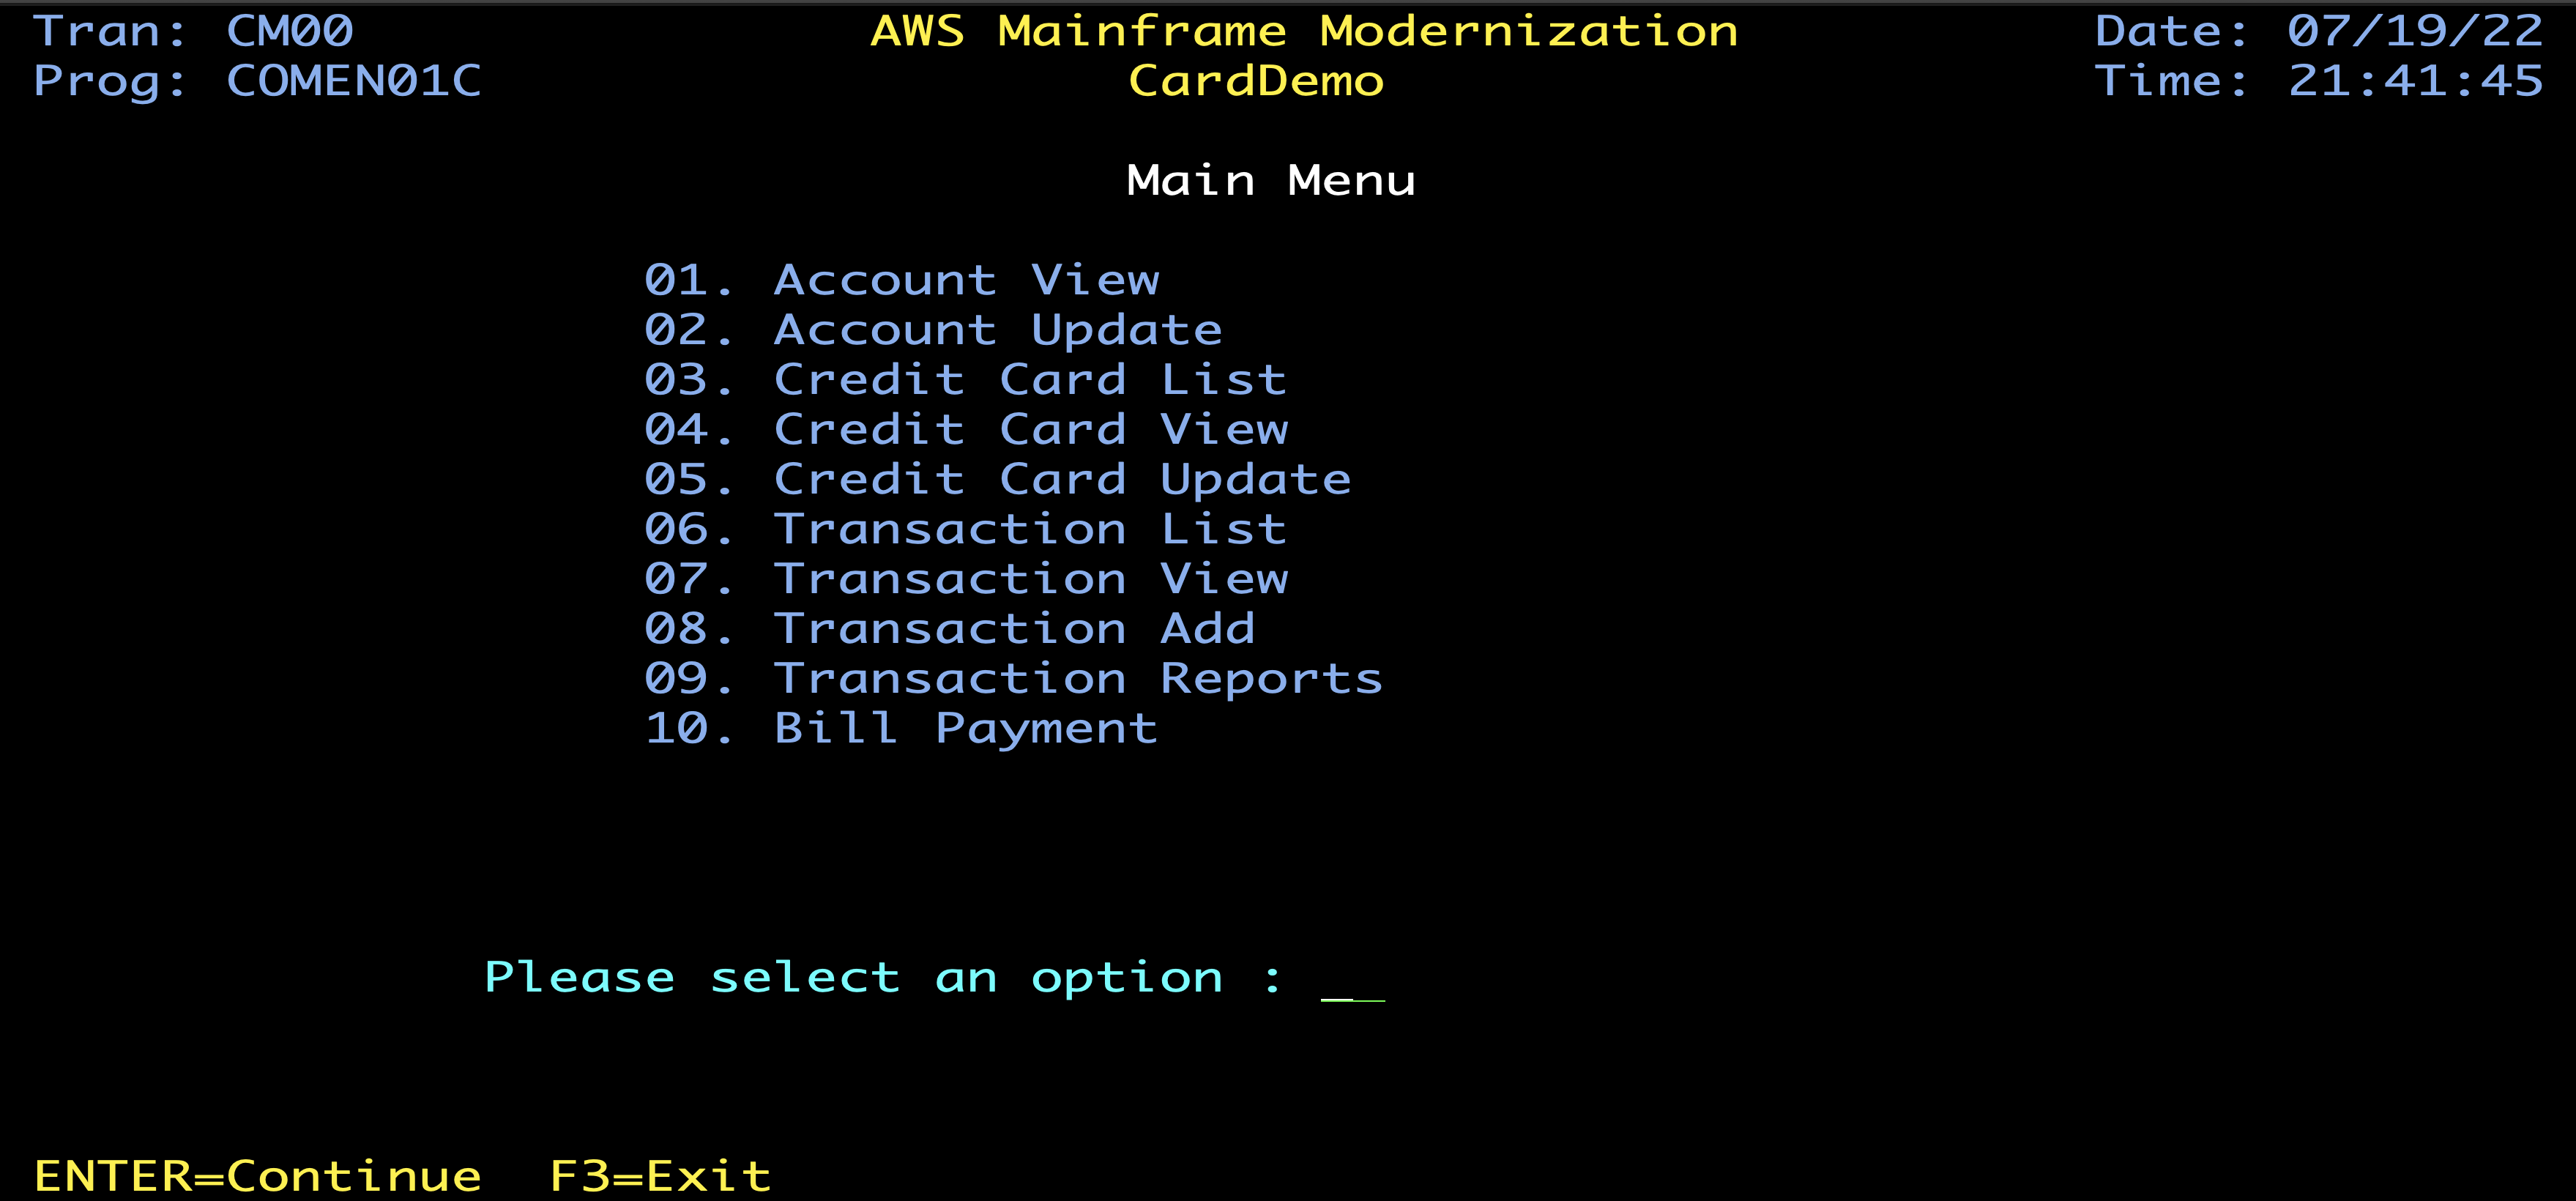 Tran: CM00 AWS Mainframe Modernization Date: 07/19/22
Prog: COMEN01C CardDemo Time: 21:41:45
Main Menu
01. Account View
02. Account Update
03. Credit Card List
04. Credit Card View
05. Credit Card Update
06. Transaction List
07. Transaction View
08. Transaction Add
09. Transaction Reports
10. Bill Payment
Please select an option : __
ENTER=Continue F3=Exit